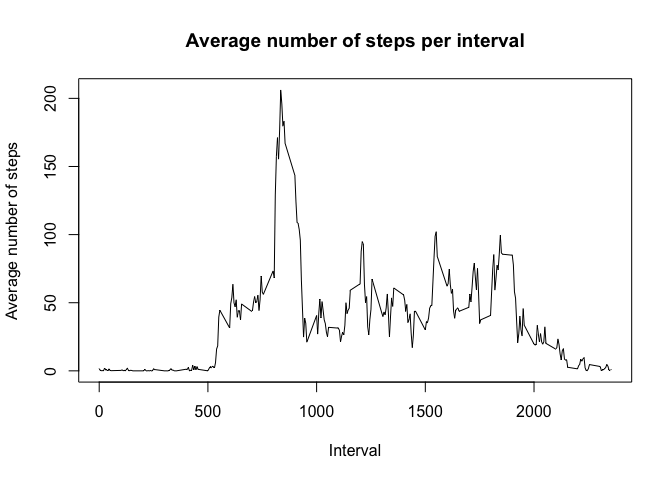 Average number of steps per interval
Average number of steps
200
150
100
50
0
0 500 1000 1500 2000
Interval